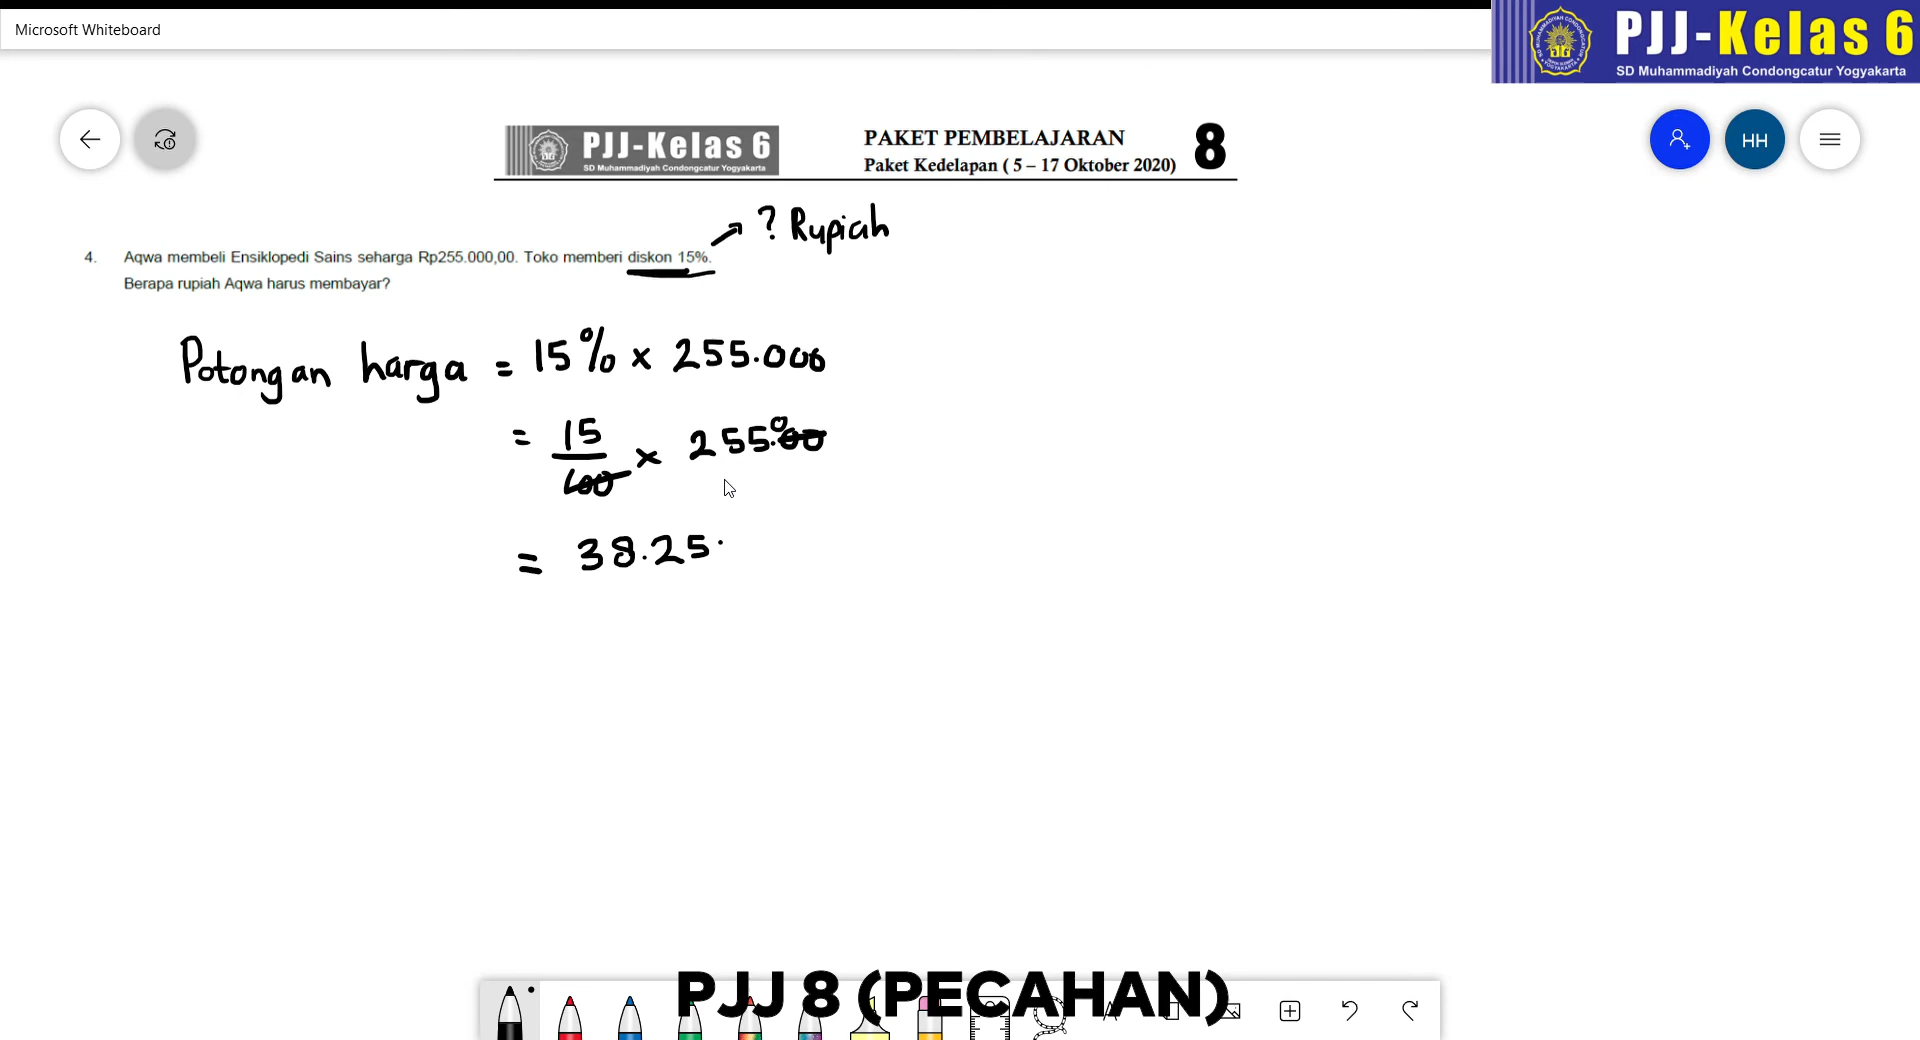 Microsoft Whiteboard
PJJ-Kelas 6
SD Muhammadiyah Condongcatur Yogyakarta
HH
PJJ-Kelas 6
SD Muhammadiyah Condongcatur Yogyakarta
PAKET PEMBELAJARAN 8
Paket Kedelapan ( 5 – 17 Oktober 2020)
? Rupiah
4. Aqwa membeli Ensiklopedi Sains seharga Rp255.000,00. Toko memberi diskon 15%.
Berapa rupiah Aqwa harus membayar?
Potongan harga = 15% x 255.000
= 15/100 x 255.000
= 38.25
PJJ 8 (PECAHAN)